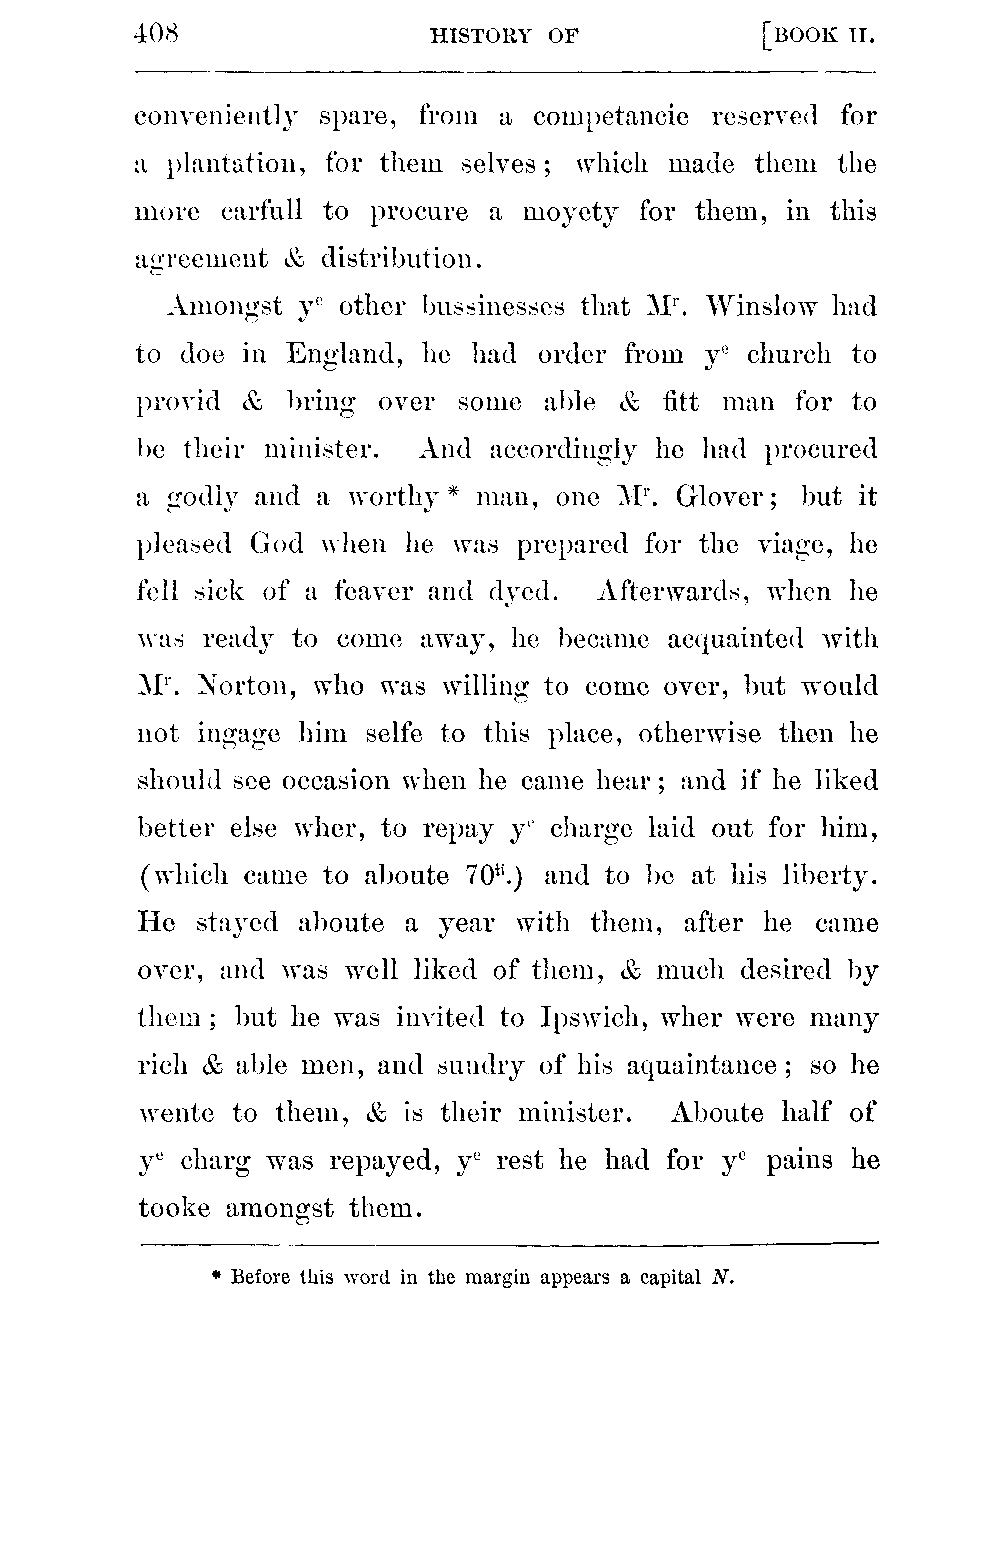 408 HISTORY OF [BOOK II.
conveniently spare, from a competancie reserved for
a plantation, for them selves; which made them the
more carfull to procure a moyety for them, in this
agreement & distribution.
Amongst yᵉ other bussinesses that Mʳ. Winslow had
to doe in England, he had order from yᵉ church to
provid & bring over some able & fitt man for to
be their minister. And accordingly he had procured
a godly and a worthy * man, one Mʳ. Glover; but it
pleased God when he was prepared for the viage, he
fell sick of a feaver and dyed. Afterwards, when he
was ready to come away, he became acquainted with
Mʳ. Norton, who was willing to come over, but would
not ingage him selfe to this place, otherwise then he
should see occasion when he came hear; and if he liked
better else wher, to repay yᵉ charge laid out for him,
(which came to aboute 70ˡⁱ.) and to be at his liberty.
He stayed aboute a year with them, after he came
over, and was well liked of them, & much desired by
them; but he was invited to Ipswich, wher were many
rich & able men, and sundry of his aquaintance; so he
wente to them, & is their minister. Aboute half of
yᵉ charg was repayed, yᵉ rest he had for yᵉ pains he
tooke amongst them.
* Before this word in the margin appears a capital N.